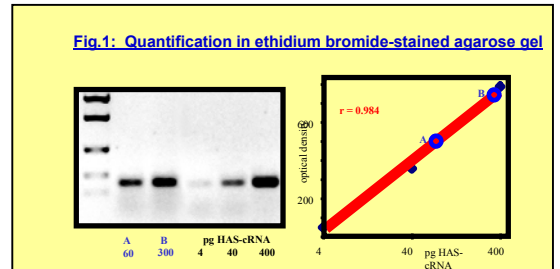 Fig.1: Quantification in ethidium bromide-stained agarose gel
A B pg HAS-cRNA
60 300 4 40 400
r = 0.984
B
A
600
optical density
200
4 40 pg HAS- 400
cRNA